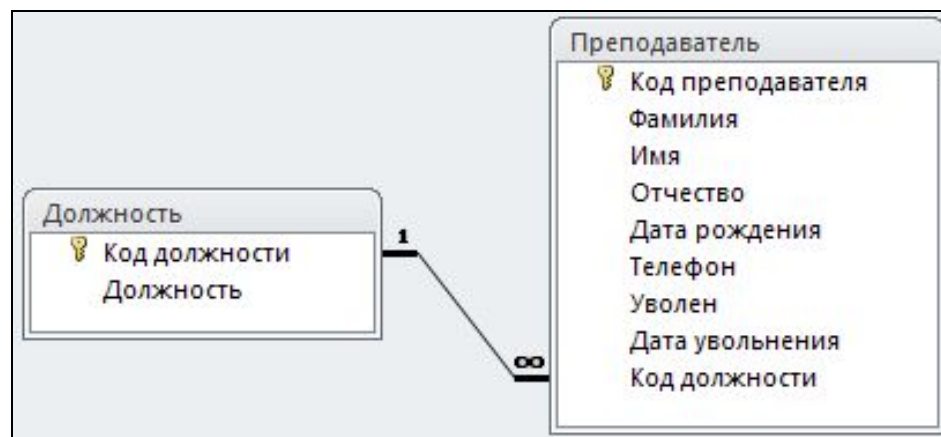 Должность
Код должности
Должность
1
∞
Преподаватель
Код преподавателя
Фамилия
Имя
Отчество
Дата рождения
Телефон
Уволен
Дата увольнения
Код должности